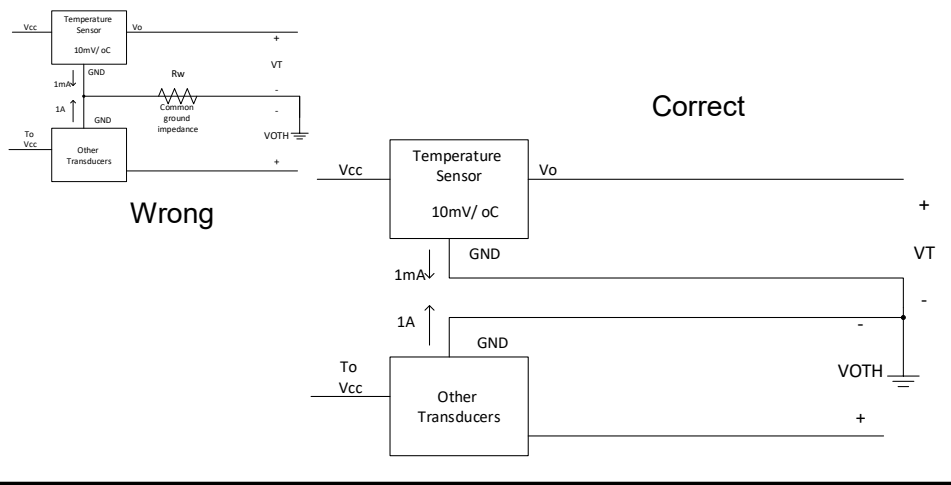 Vcc
Temperature
Sensor
10mV/ oC
Vo
+
VT
-
GND
1mA
Rw
Common
ground
impedance
-
1A
GND
VOTH
To
Vcc
Other
Transducers
+
Wrong
Correct
Vcc
Temperature
Sensor
10mV/ oC
Vo
+
VT
-
GND
1mA
1A
GND
-
VOTH
To
Vcc
Other
Transducers
+